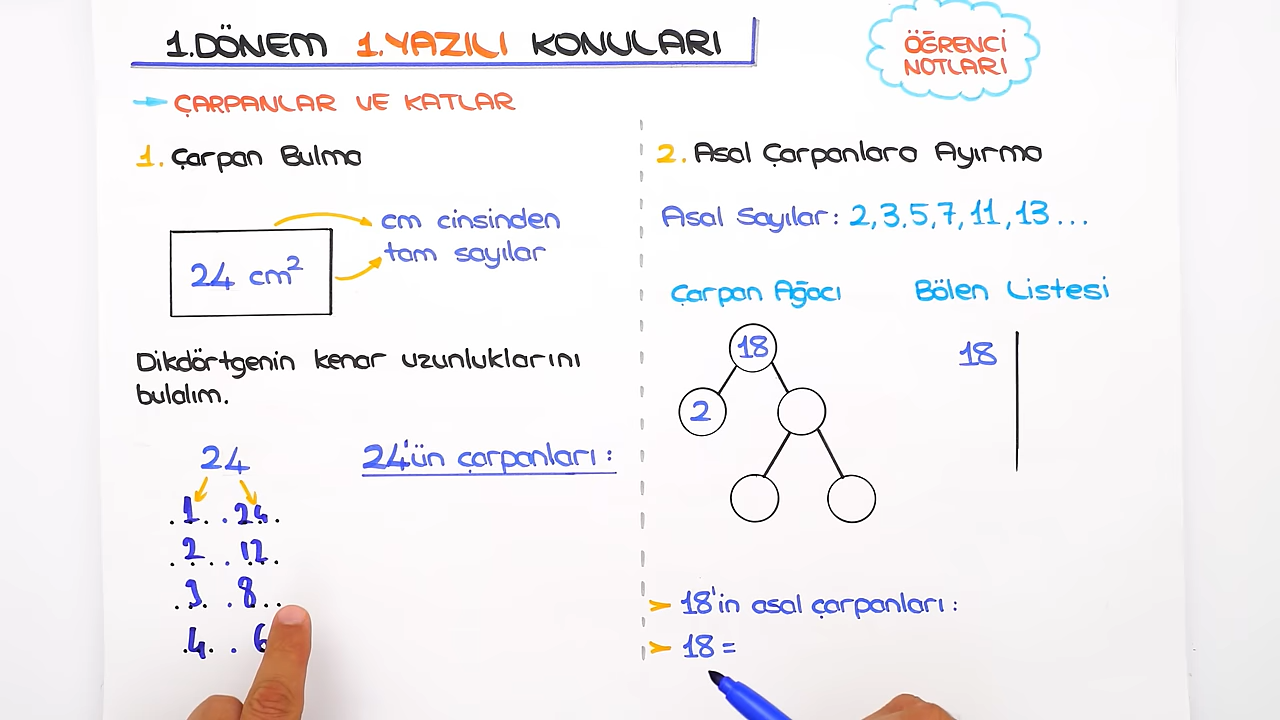 1.DÖNEM 1.YAZILI KONULARI
ÖĞRENCİ
NOTLARI
ÇARPANLAR VE KATLAR
1. Çarpan Bulma
24 cm²
cm cinsinden
tam sayılar
Dikdörtgenin kenar uzunluklarını
bulalım.
24
1 . 24
2 . 12
3 . 8
4 . 6
24'ün çarpanları:
2. Asal Çarpanlara Ayırma
Asal Sayılar: 2,3,5,7,11,13...
Çarpan Ağacı
18
2
Bölen Listesi
18
18'in asal çarpanları:
18=